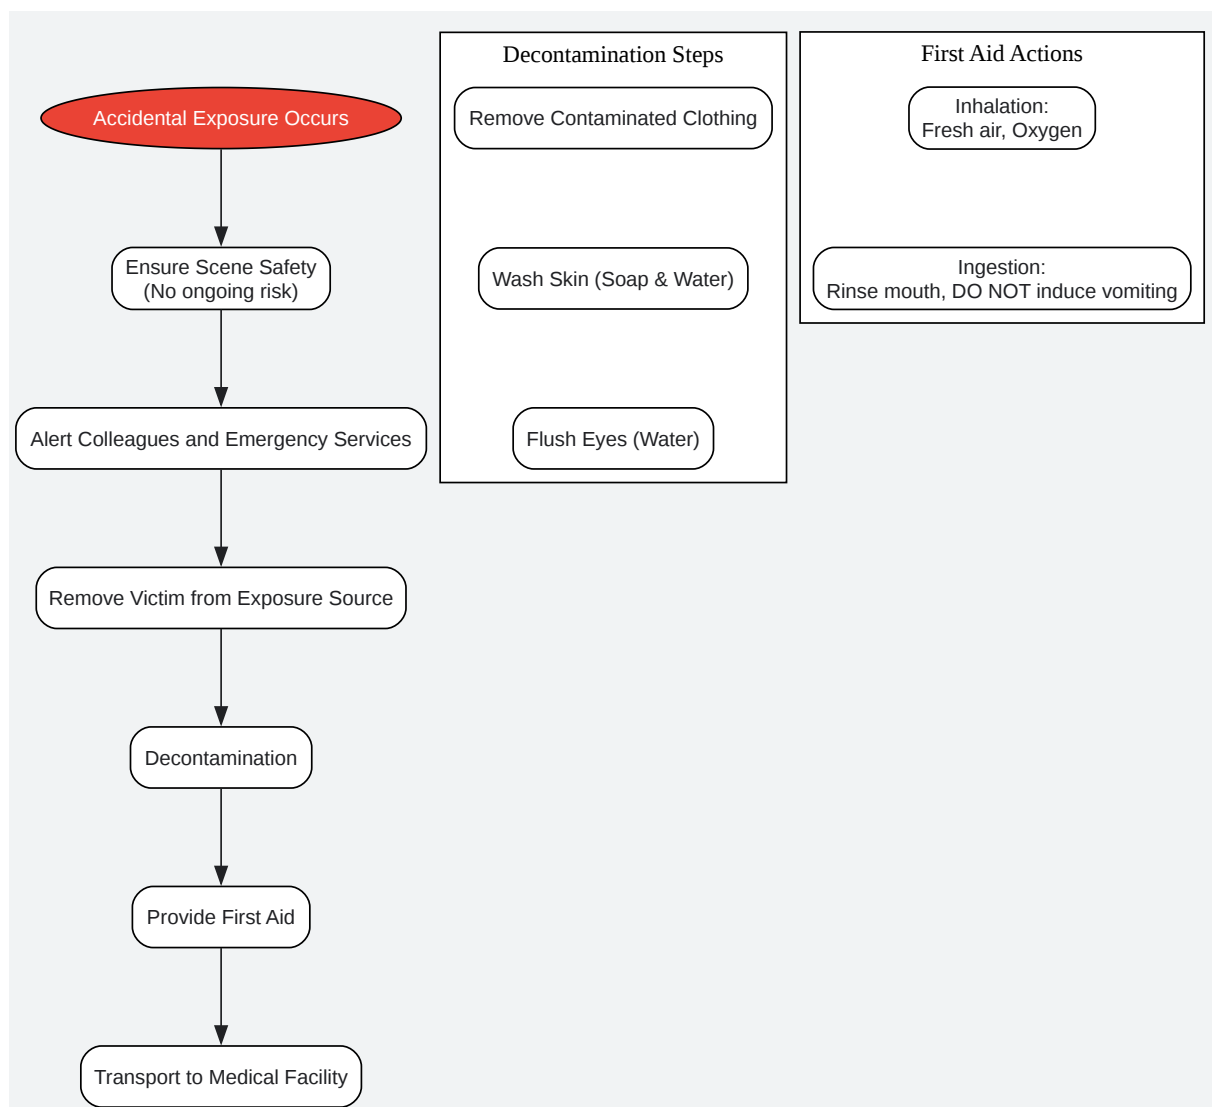 Accidental Exposure Occurs
Ensure Scene Safety
(No ongoing risk)
Alert Colleagues and Emergency Services
Remove Victim from Exposure Source
Decontamination
Provide First Aid
Transport to Medical Facility
Decontamination Steps
Remove Contaminated Clothing
Wash Skin (Soap & Water)
Flush Eyes (Water)
First Aid Actions
Inhalation:
Fresh air, Oxygen
Ingestion:
Rinse mouth, DO NOT induce vomiting